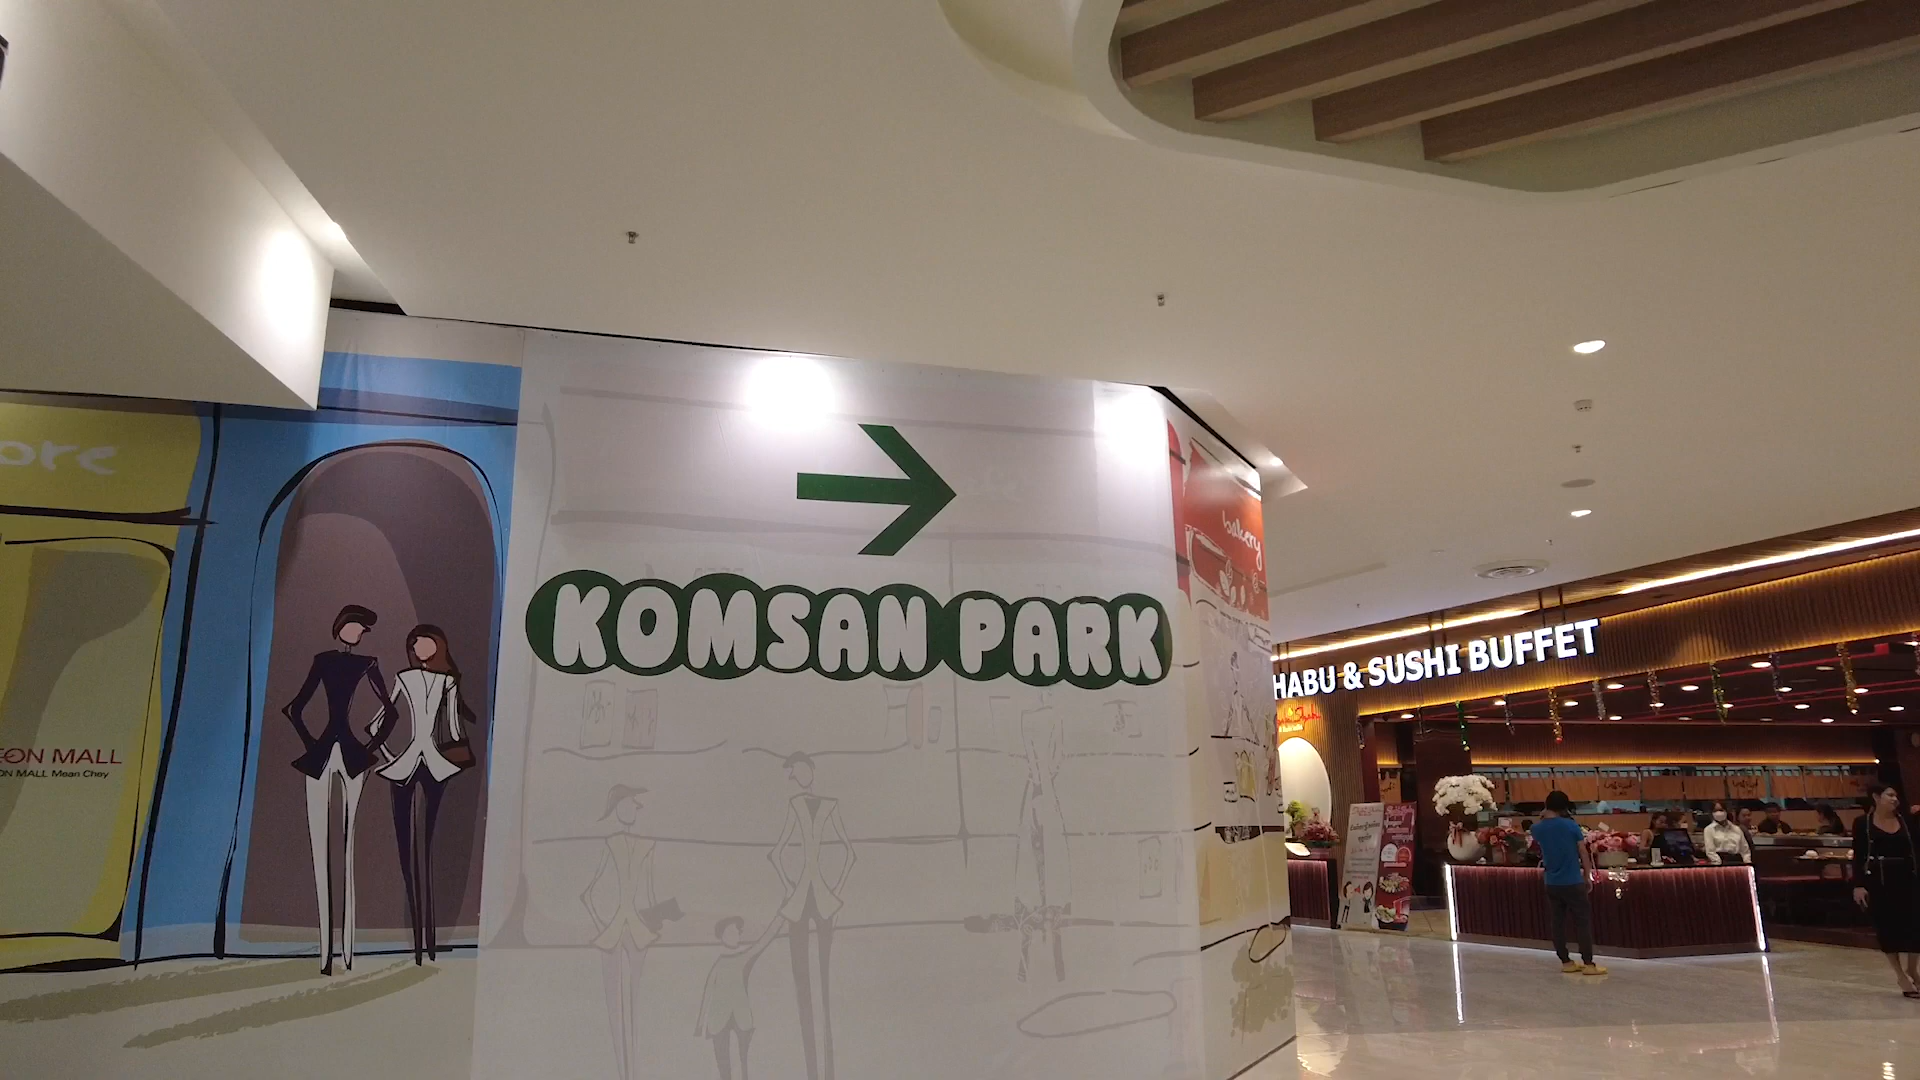 ore
EON MALL
ON MALL Mean Chey
KOMSAN PARK
bakery
HABU & SUSHI BUFFET